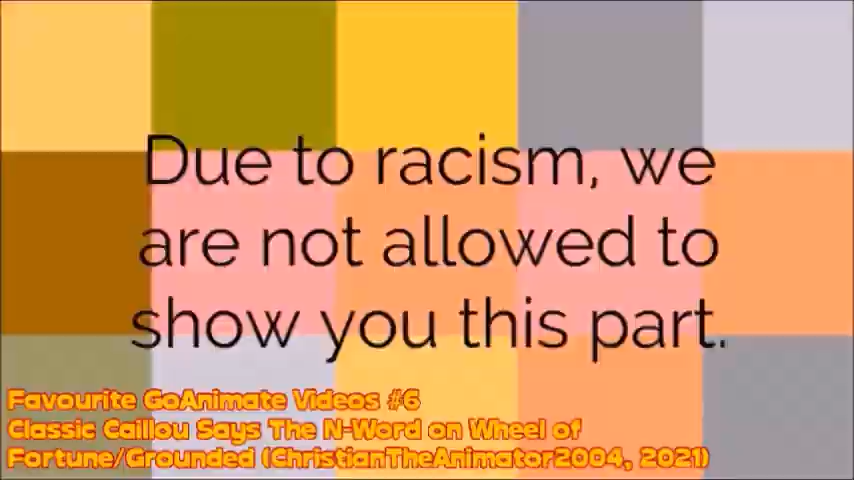 Due to racism, we
are not allowed to
show you this part.
Favourite GoAnimate Videos #6
Classic Caillou Says The N-Word on Wheel of
Fortune/Grounded (ChristianTheAnimator2004, 2021)